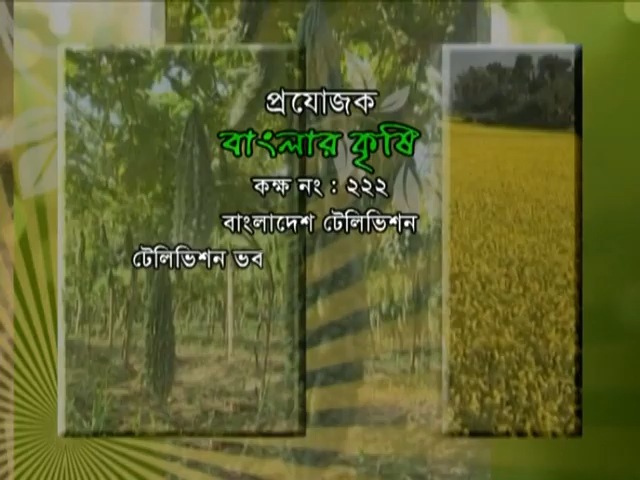 প্রযোজক
বাংলার কৃষি
কক্ষ নং : ২২২
বাংলাদেশ টেলিভিশন
টেলিভিশন ভব